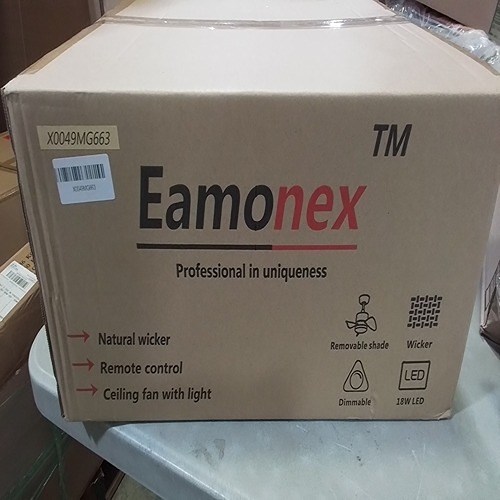 X0049MG663
TM
Eamonex
Professional in uniqueness
→ Natural wicker
→ Remote control
→ Ceiling fan with light
Removable shade
Wicker
LED
Dimmable
18W LED